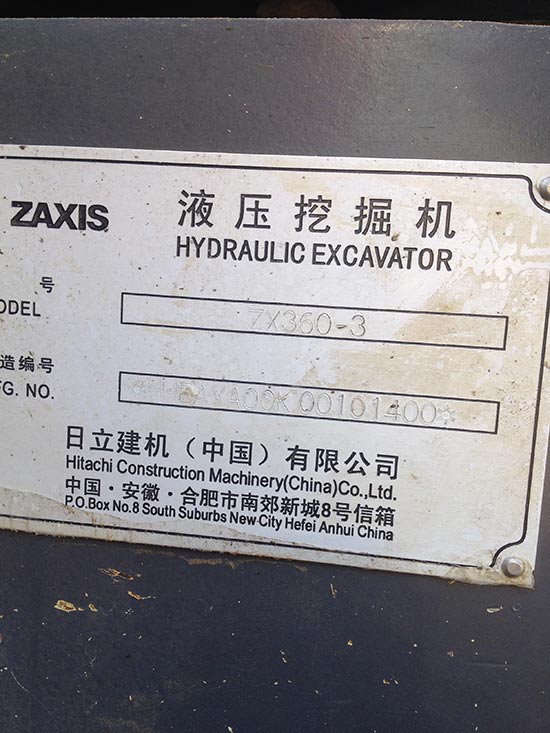 ZAXIS
液压挖掘机
HYDRAULIC EXCAVATOR
号
ODEL
ZX360-3
造编号
FG. NO.
日立建机（中国）有限公司
Hitachi Construction Machinery(China)Co.,Ltd.
中国·安徽·合肥市南郊新城8号信箱
P.O.Box No.8 South Suburbs New City Hefei Anhui China